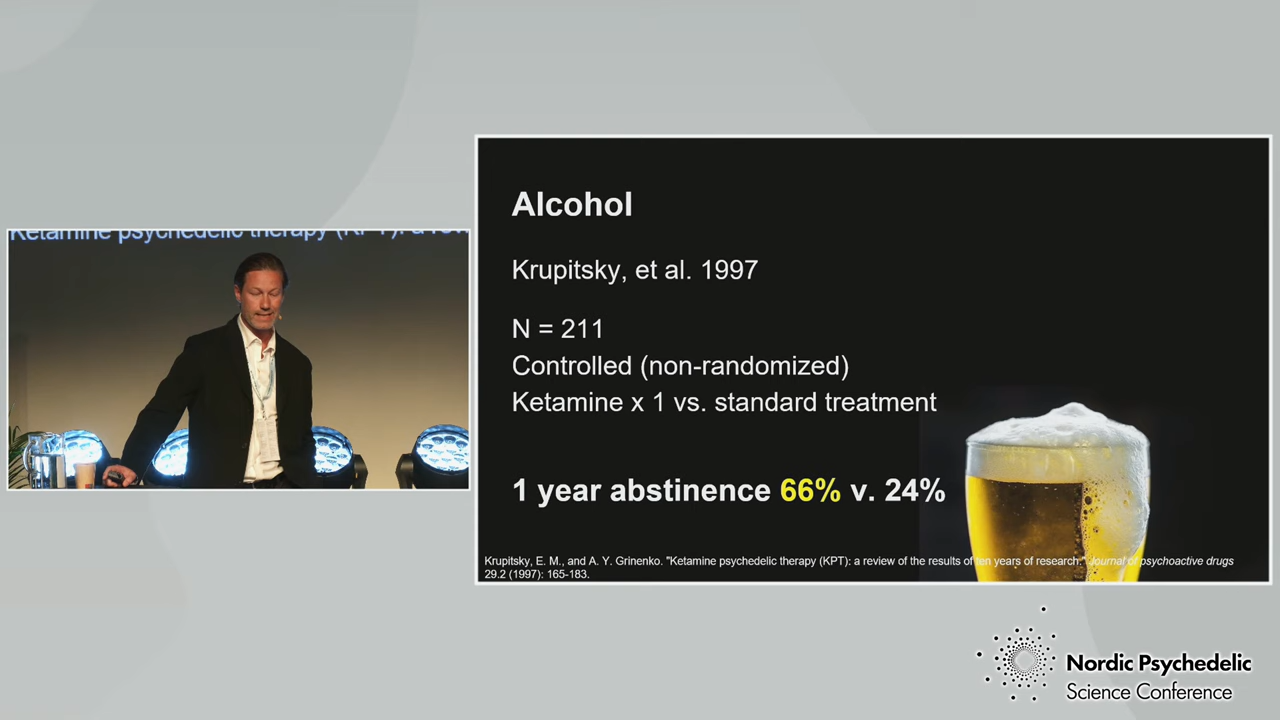 Ketamine psychedelic therapy (KPT): a rev
Alcohol
Krupitsky, et al. 1997
N = 211
Controlled (non-randomized)
Ketamine x 1 vs. standard treatment
1 year abstinence 66% v. 24%
Krupitsky, E. M., and A. Y. Grinenko. "Ketamine psychedelic therapy (KPT): a review of the results of ten years of research." Journal of psychoactive drugs
29.2 (1997): 165-183.
Nordic Psychedelic
Science Conference